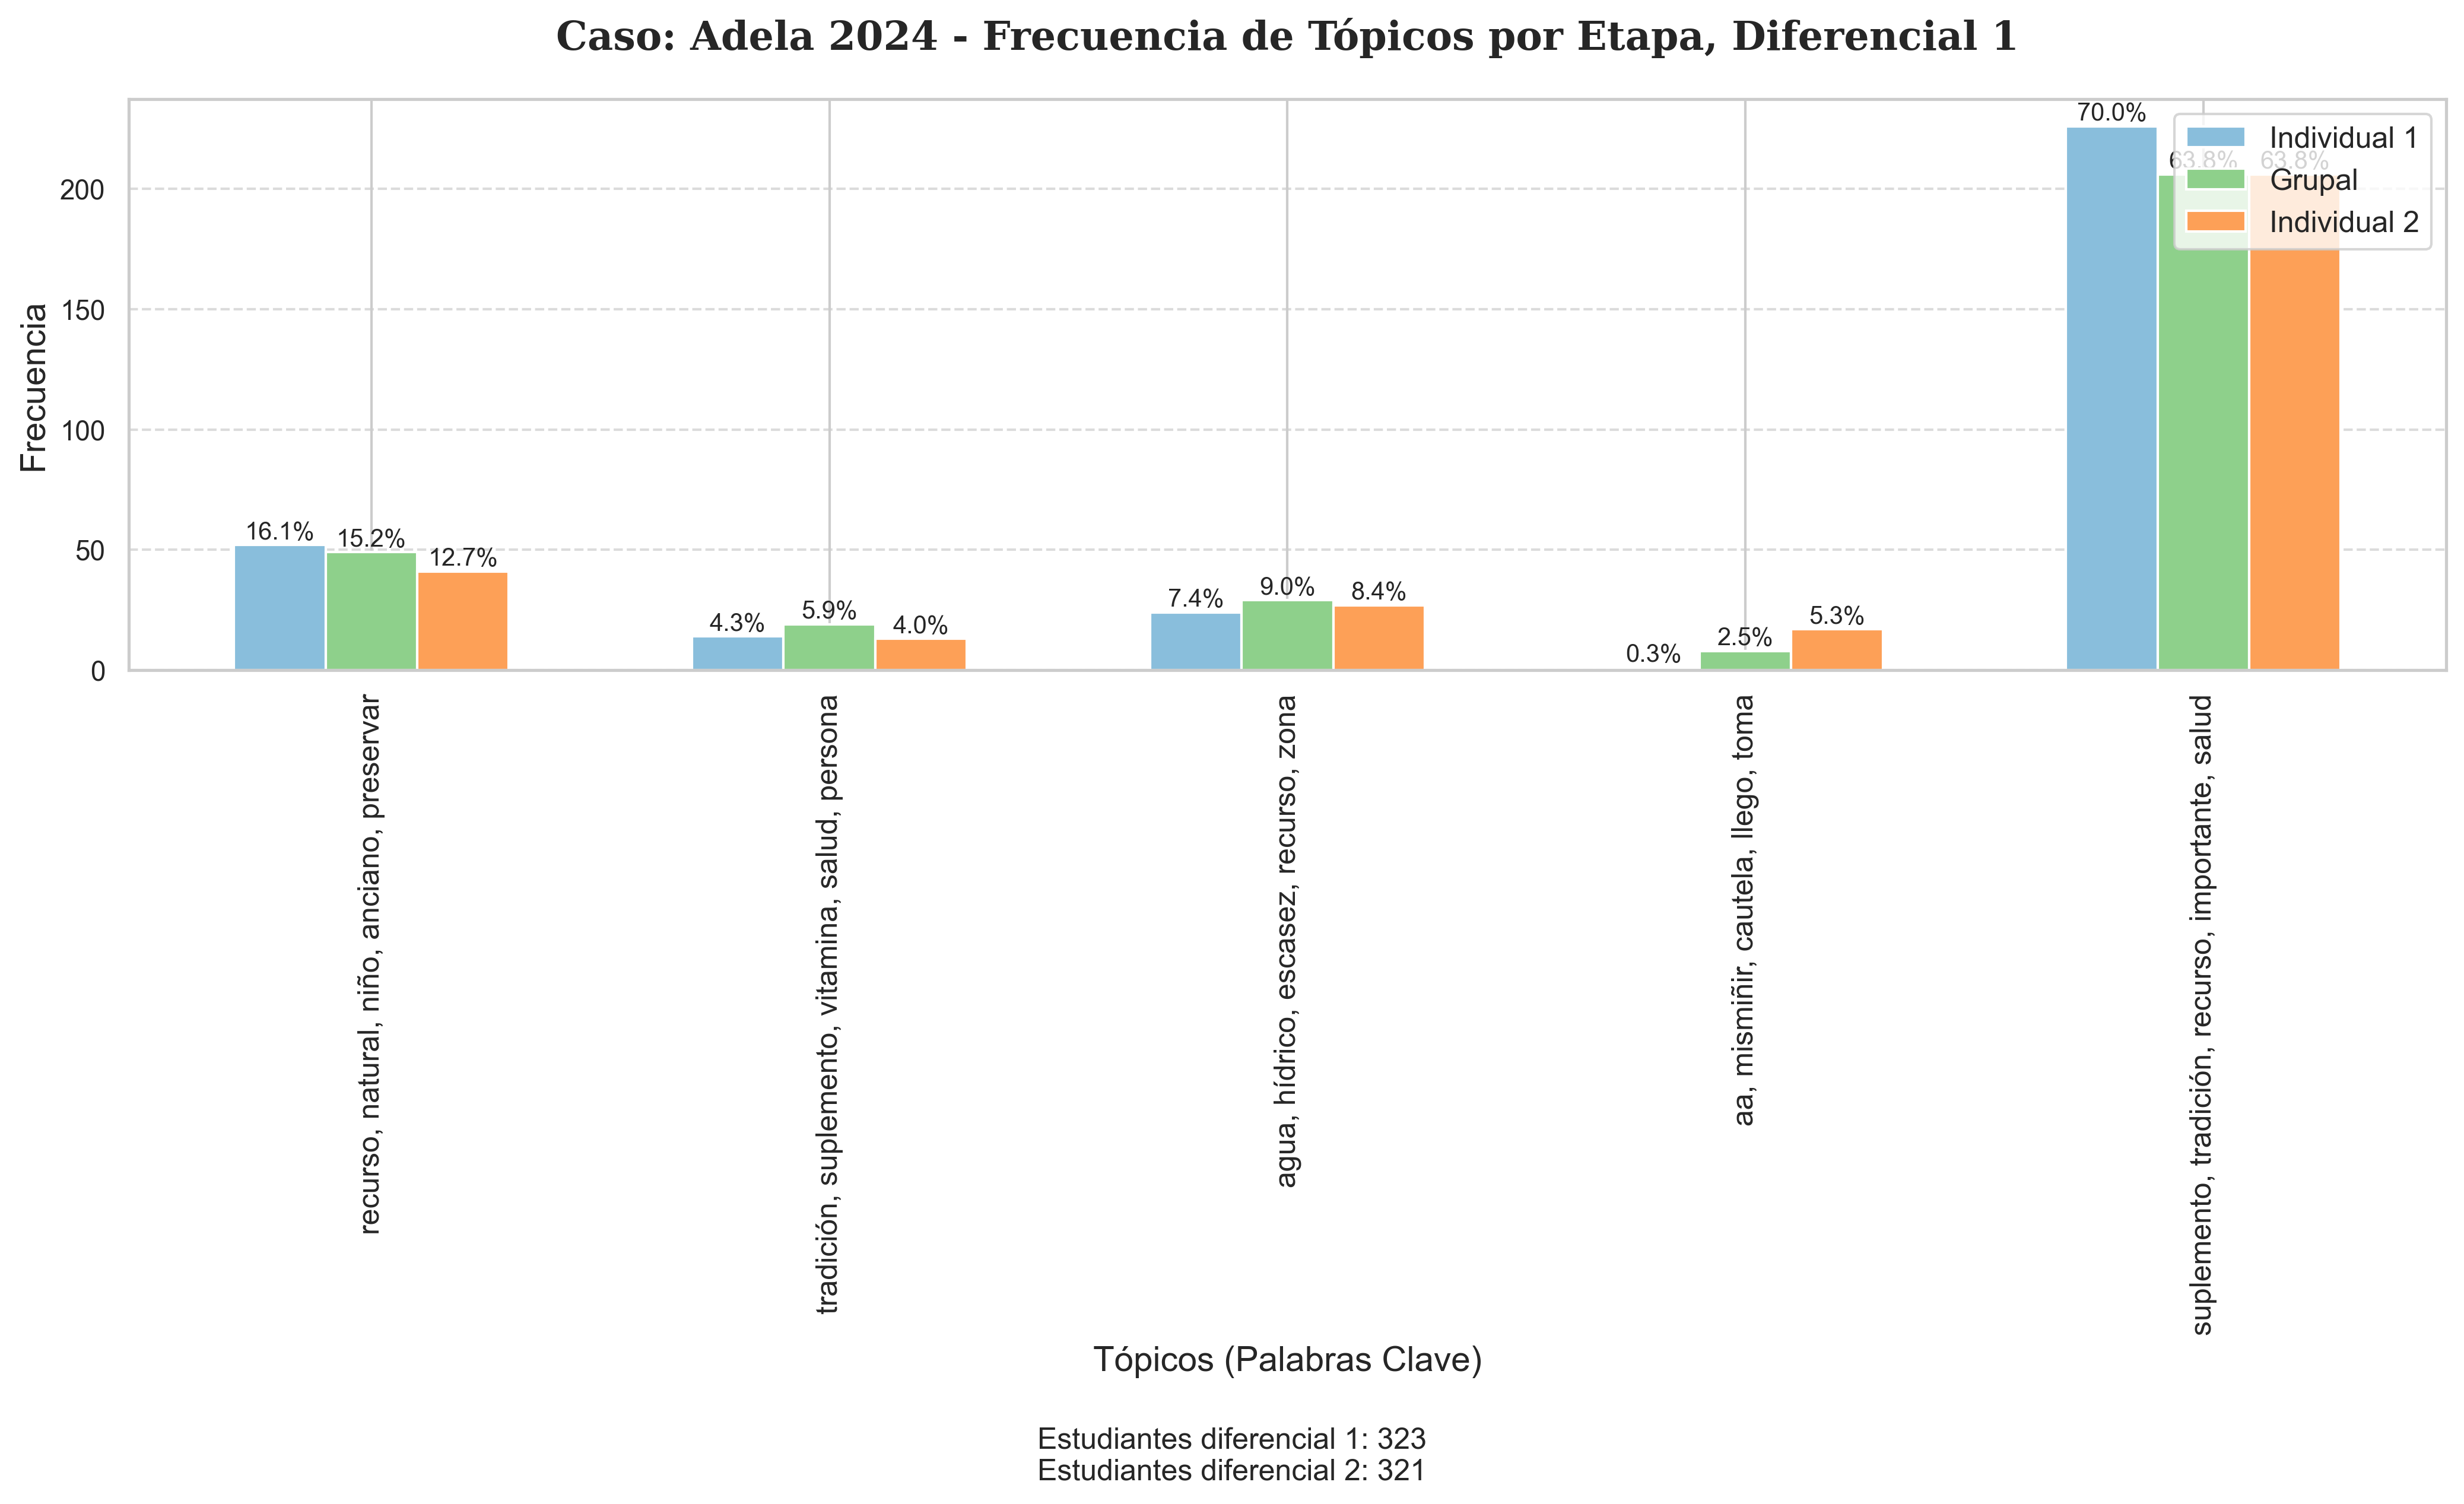 Caso: Adela 2024 - Frecuencia de Tópicos por Etapa, Diferencial 1
Frecuencia
200
150
100
50
0
16.1%
15.2%
12.7%
4.3%
5.9%
4.0%
7.4%
9.0%
8.4%
0.3%
2.5%
5.3%
70.0%
63.8%
63.8%
Individual 1
Grupal
Individual 2
recurso, natural, niño, anciano, preservar
tradición, suplemento, vitamina, salud, persona
agua, hídrico, escasez, recurso, zona
aa, mismiñir, cautela, llego, toma
suplemento, tradición, recurso, importante, salud
Tópicos (Palabras Clave)
Estudiantes diferencial 1: 323
Estudiantes diferencial 2: 321